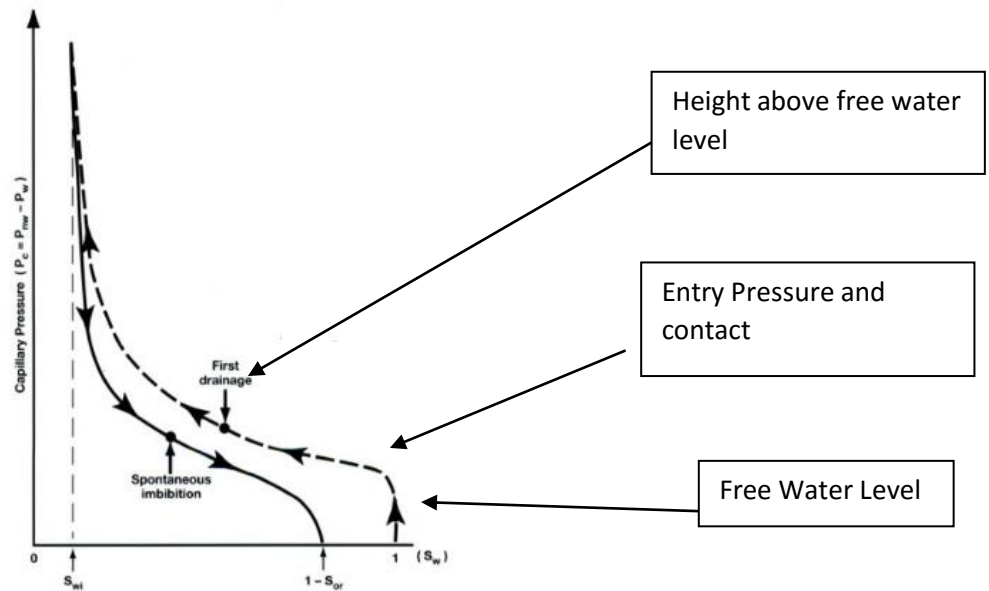 Capillary Pressure ( Pc = Pnw – Pw )
Height above free water
level
Entry Pressure and
contact
Free Water Level
First
drainage
Spontaneous
imbibition
0
1
(Sw)
Swi
1 – Sor